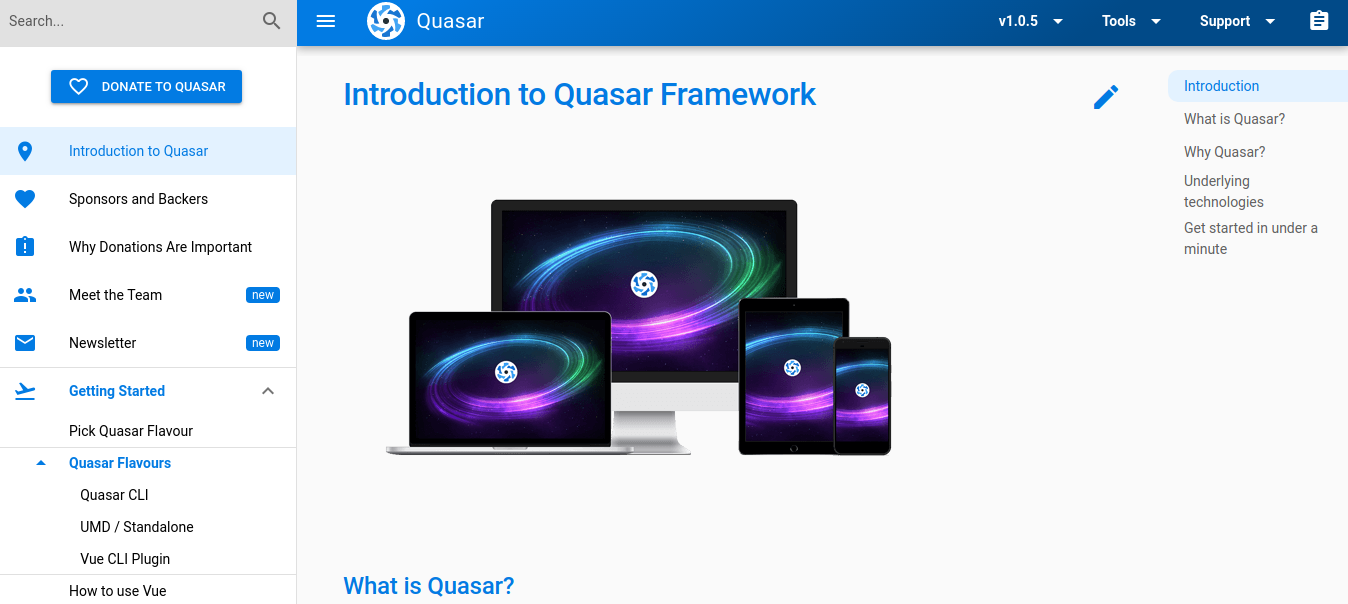 Search...
DONATE TO QUASAR
Introduction to Quasar
Sponsors and Backers
Why Donations Are Important
Meet the Team new
Newsletter new
Getting Started
Pick Quasar Flavour
Quasar Flavours
Quasar CLI
UMD / Standalone
Vue CLI Plugin
How to use Vue
Quasar
v1.0.5 Tools Support
Introduction to Quasar Framework
What is Quasar?
Introduction
What is Quasar?
Why Quasar?
Underlying
technologies
Get started in under a
minute